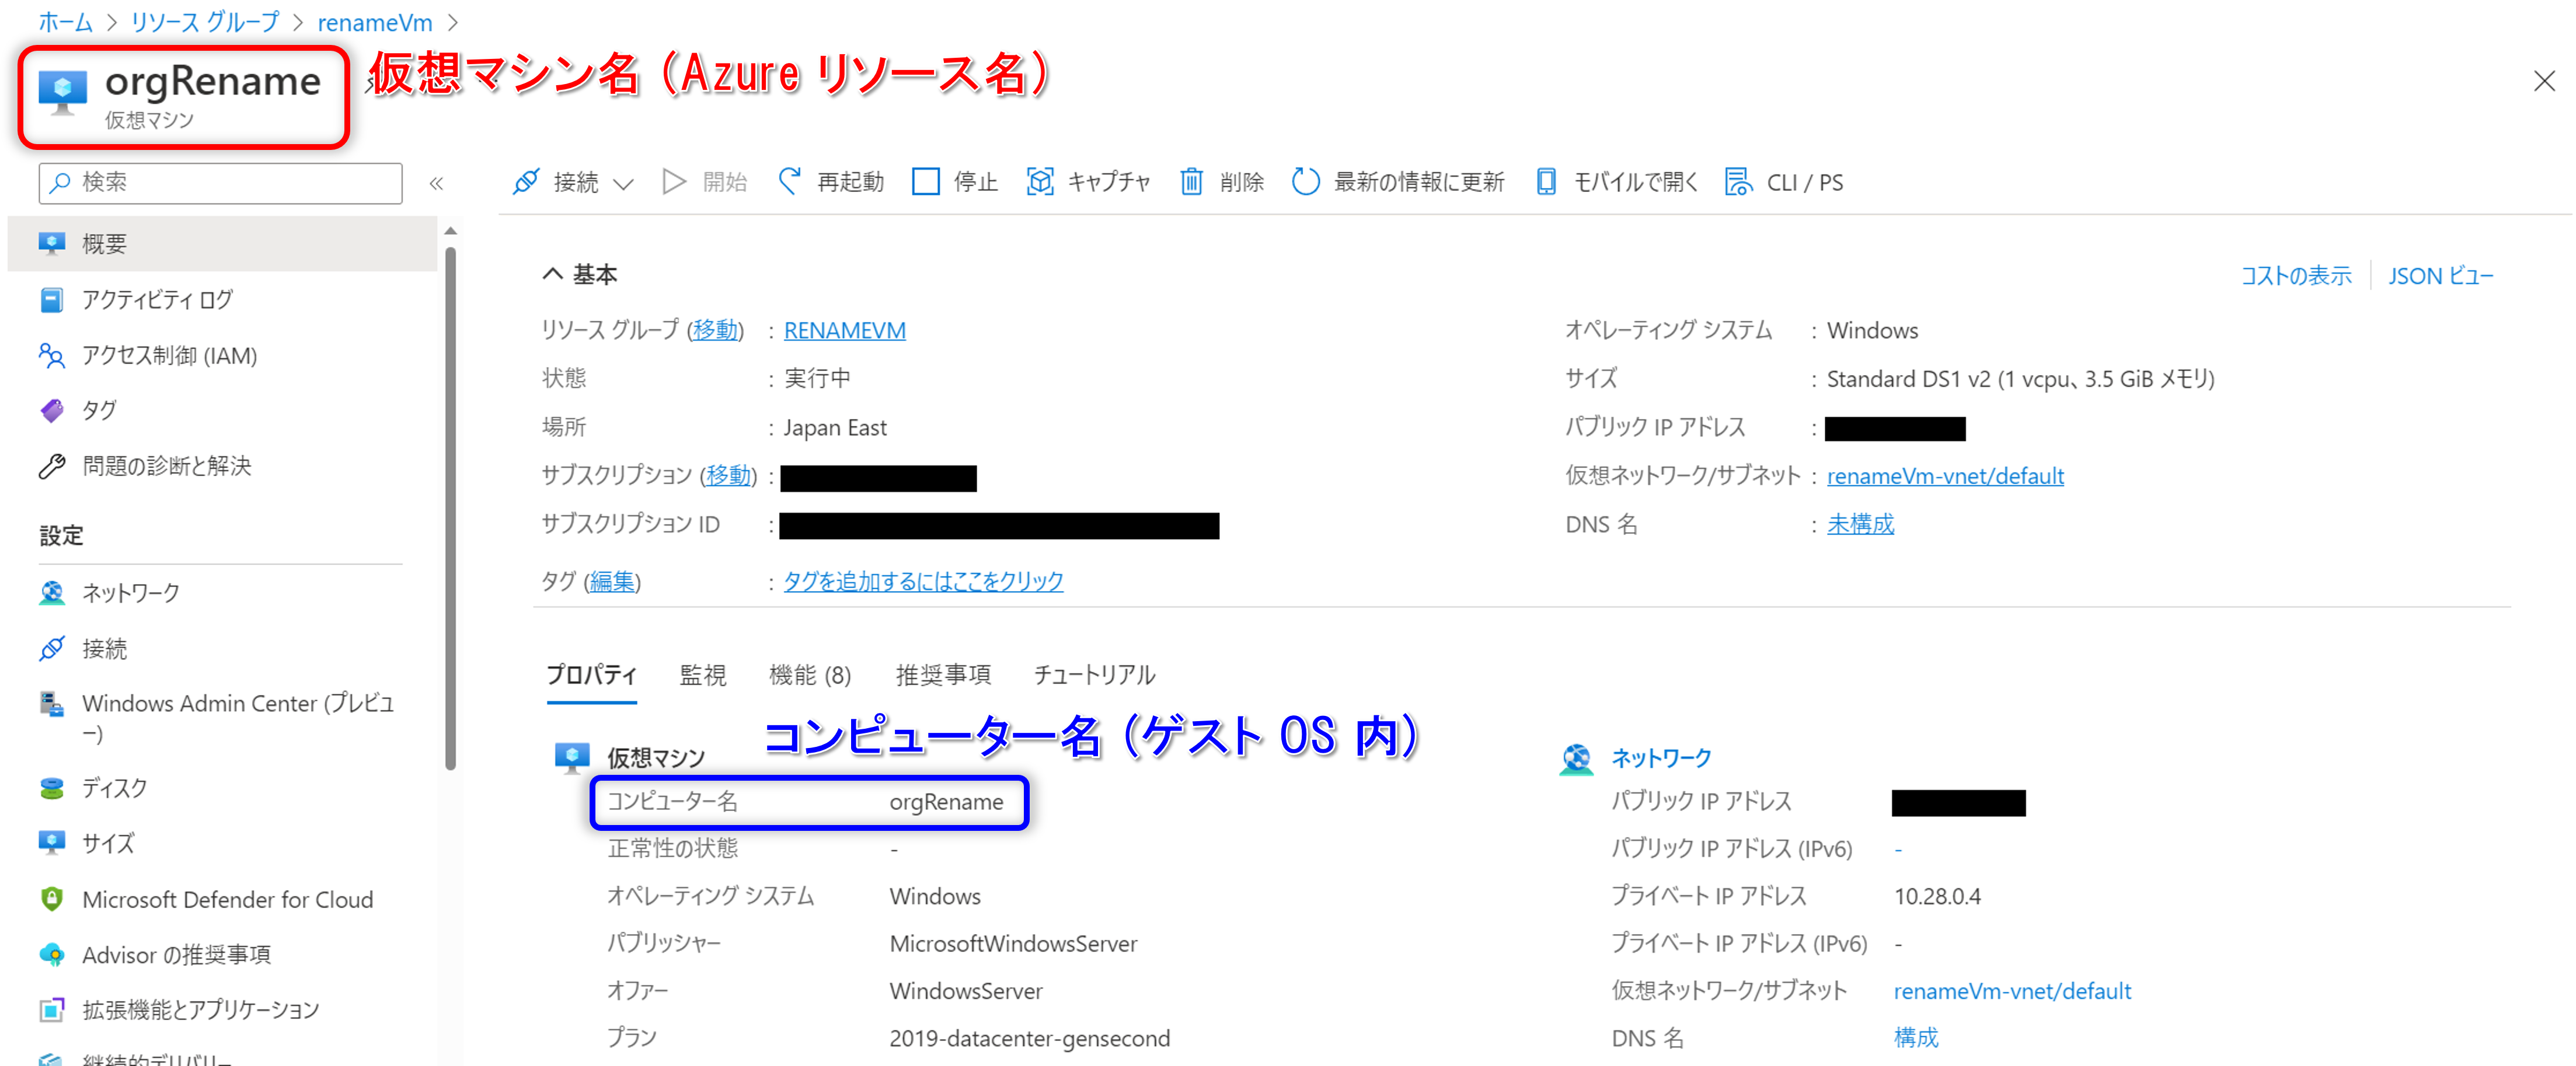 ホーム > リソース グループ > renameVm >
orgRename
仮想マシン
仮想マシン名（Azure リソース名）
検索
«
接続
開始
再起動
停止
キャプチャ
削除
最新の情報に更新
モバイルで開く
CLI / PS
概要
アクティビティ ログ
アクセス制御 (IAM)
タグ
問題の診断と解決
設定
ネットワーク
接続
Windows Admin Center (プレビュ
ー)
ディスク
サイズ
Microsoft Defender for Cloud
Advisor の推奨事項
拡張機能とアプリケーション
継続的デリバリー
基本
コストの表示
JSON ビュー
リソース グループ (移動) : RENAMEVM
状態 : 実行中
場所 : Japan East
サブスクリプション (移動) :
サブスクリプション ID :
タグ (編集) : タグを追加するにはここをクリック
オペレーティング システム : Windows
サイズ : Standard DS1 v2 (1 vcpu、3.5 GiB メモリ)
パブリック IP アドレス :
仮想ネットワーク/サブネット : renameVm-vnet/default
DNS 名 : 未構成
プロパティ
監視
機能 (8)
推奨事項
チュートリアル
コンピューター名（ゲスト OS 内）
仮想マシン
コンピューター名 orgRename
正常性の状態 -
オペレーティング システム Windows
パブリッシャー MicrosoftWindowsServer
オファー WindowsServer
プラン 2019-datacenter-gensecond
ネットワーク
パブリック IP アドレス
パブリック IP アドレス (IPv6) -
プライベート IP アドレス 10.28.0.4
プライベート IP アドレス (IPv6) -
仮想ネットワーク/サブネット renameVm-vnet/default
DNS 名 構成